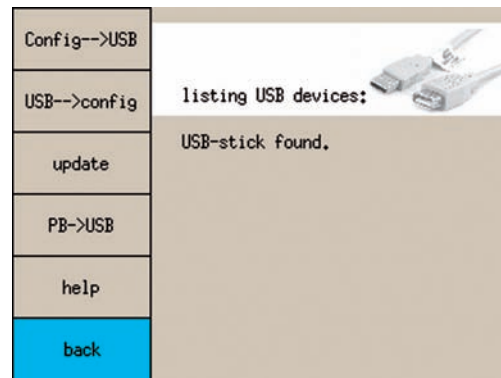 Config-->USB
USB-->config
update
PB->USB
help
back
listing USB devices:
USB-stick found.